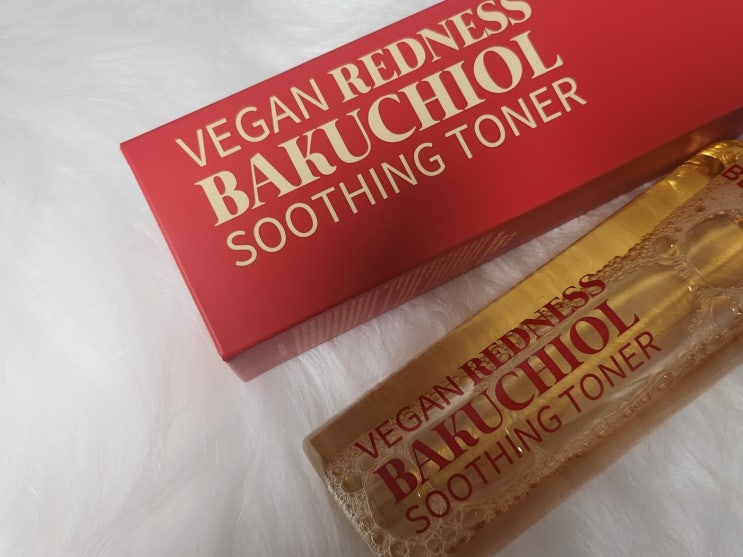 VEGAN REDNESS
BAKUCHIOL
SOOTHING TONER
VEGAN REDNESS
BAKUCHIOL
SOOTHING TONER